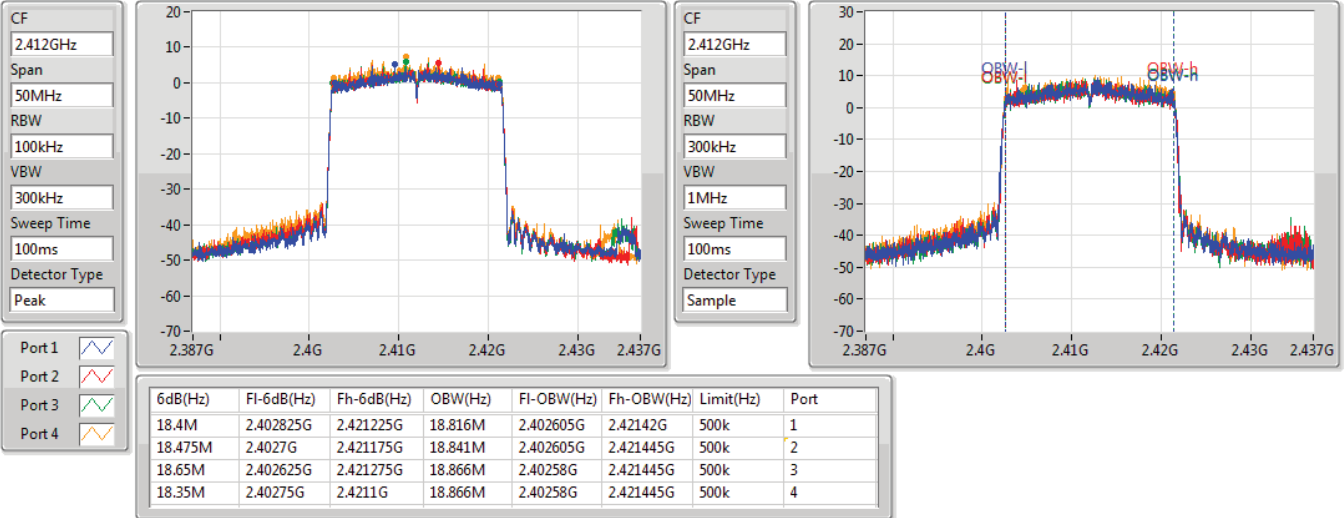 CF
2.412GHz
Span
50MHz
RBW
100kHz
VBW
300kHz
Sweep Time
100ms
Detector Type
Peak
20
10
0
-10
-20
-30
-40
-50
-60
-70
2.387G 2.4G 2.41G 2.42G 2.43G 2.437G
CF
2.412GHz
Span
50MHz
RBW
300kHz
VBW
1MHz
Sweep Time
100ms
Detector Type
Sample
30
20
10
0
-10
-20
-30
-40
-50
-60
-70
OBW-l OBW-h
OBW-l OBW-h
2.387G 2.4G 2.41G 2.42G 2.43G 2.437G
Port 1
Port 2
Port 3
Port 4
6dB(Hz) Fl-6dB(Hz) Fh-6dB(Hz) OBW(Hz) Fl-OBW(Hz) Fh-OBW(Hz) Limit(Hz) Port
18.4M 2.402825G 2.421225G 18.816M 2.402605G 2.42142G 500k 1
18.475M 2.4027G 2.421175G 18.841M 2.402605G 2.421445G 500k 2
18.65M 2.402625G 2.421275G 18.866M 2.40258G 2.421445G 500k 3
18.35M 2.40275G 2.4211G 18.866M 2.40258G 2.421445G 500k 4